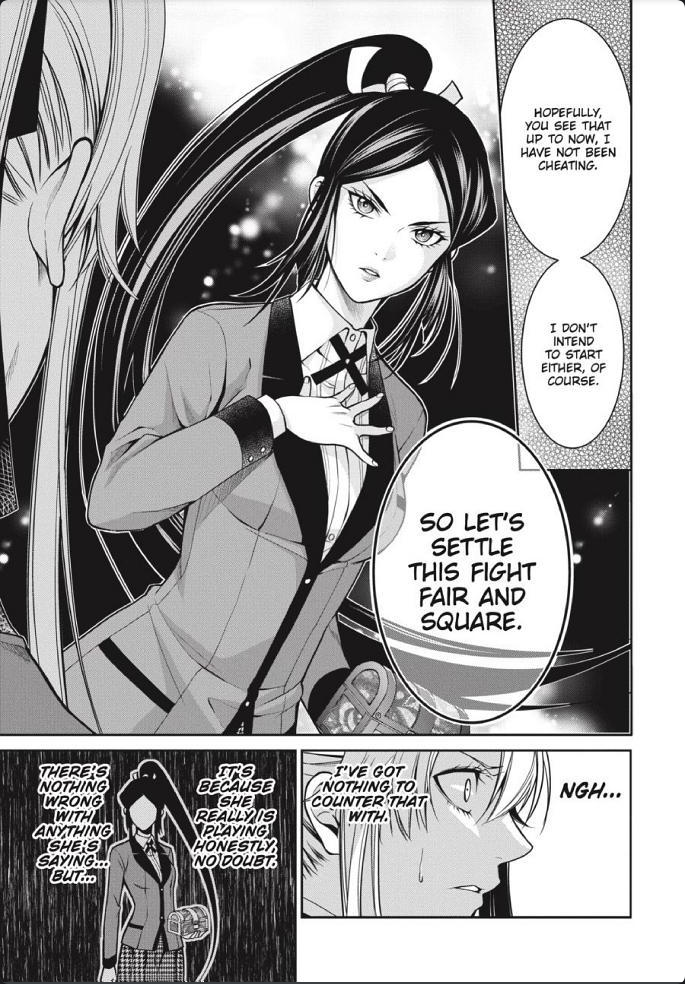 HOPEFULLY,
YOU SEE THAT
UP TO NOW, I
HAVE NOT BEEN
CHEATING.
I DON'T
INTEND
TO START
EITHER, OF
COURSE.
SO LET'S
SETTLE
THIS FIGHT
FAIR AND
SQUARE.
NGH...
I'VE GOT
NOTHING TO
COUNTER THAT
WITH.
IT'S
BECAUSE
SHE
REALLY IS
PLAYING
HONESTLY,
NO DOUBT.
THERE'S
NOTHING
WRONG
WITH
ANYTHING
SHE'S
SAYING...
BUT...